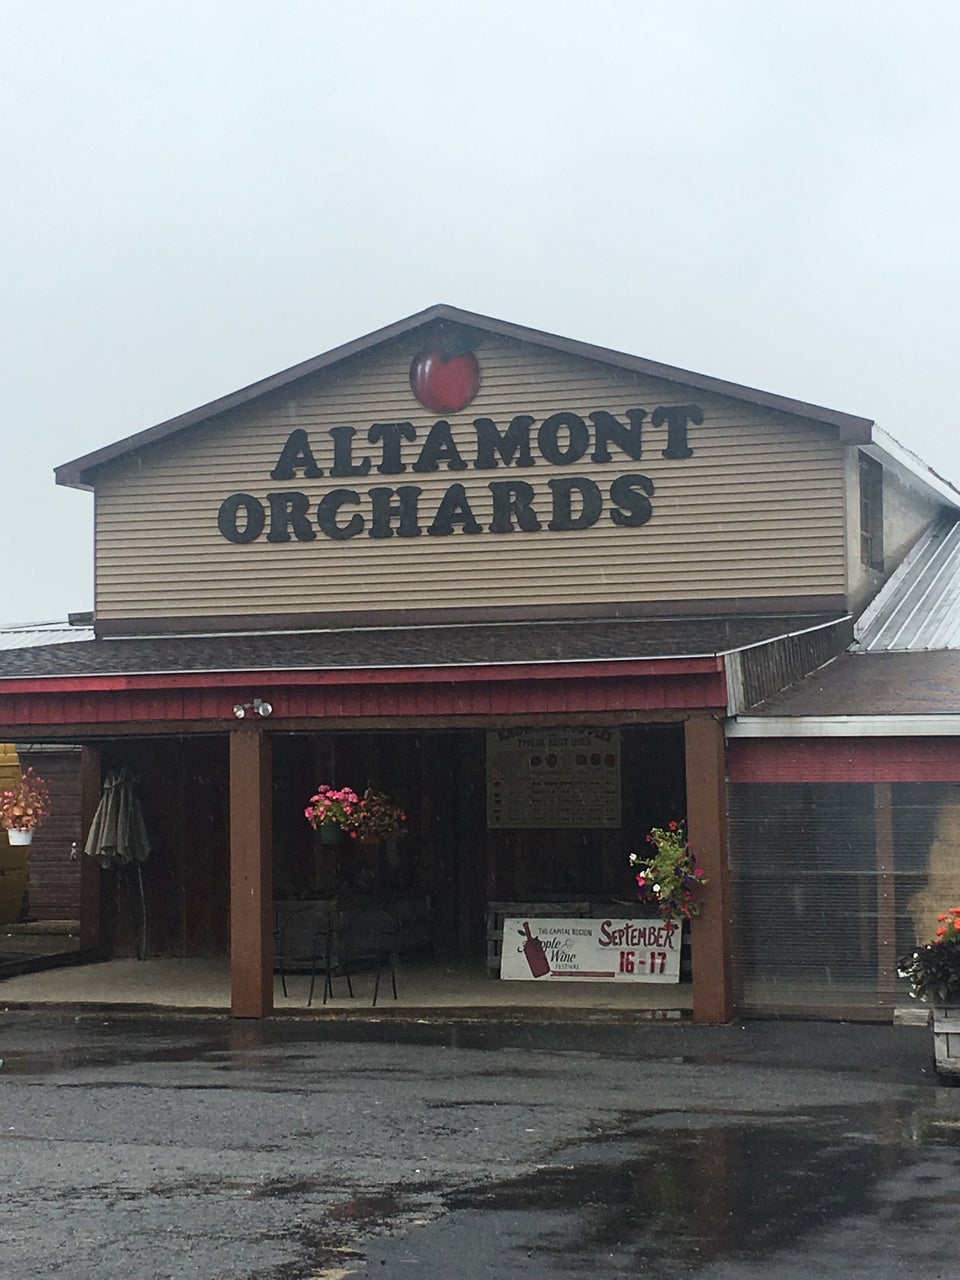 ALTAMONT
ORCHARDS
THEIR BEST USES
THE CAPITAL REGION
Apple &
Wine
FESTIVAL
SEPTEMBER
16-17